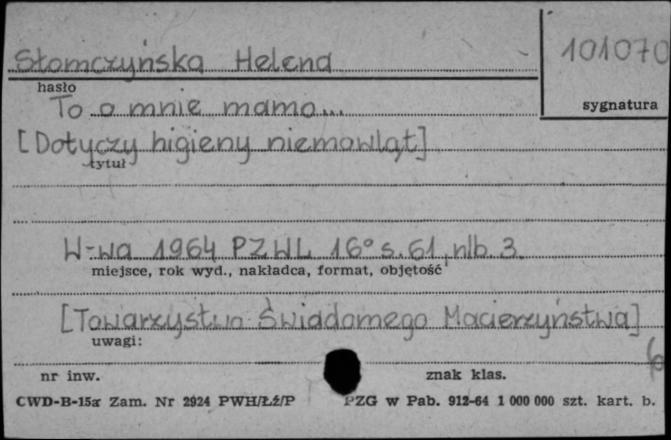 Słomczyńska Helena
101070
hasło
sygnatura
To o mnie mamo...
[Dotyczy higieny niemowląt]
tytuł
W-wa 1964 PZWL 16° s. 61, nlb. 3.
miejsce, rok wyd., nakładca, format, objętość
[Towarzystwo Świadomego Macierzyństwa]
uwagi:
6
nr inw.
znak klas.
CWD-B-15a Zam. Nr 2924 PWH/Łź/P PZG w Pab. 912-64 1 000 000 szt. kart. b.